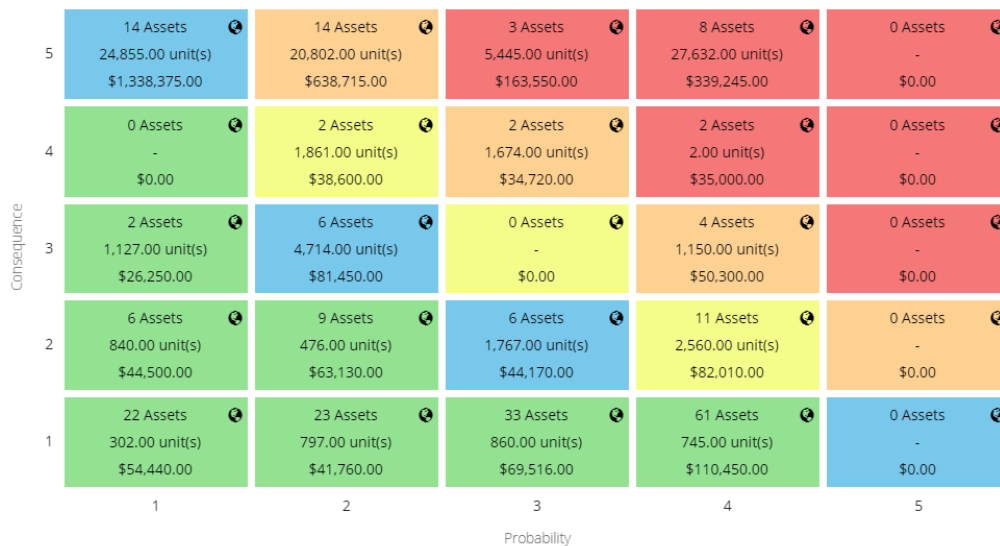 14 Assets 14 Assets 3 Assets 8 Assets 0 Assets
5 24,855.00 unit(s) 20,802.00 unit(s) 5,445.00 unit(s) 27,632.00 unit(s) -
$1,338,375.00 $638,715.00 $163,550.00 $339,245.00 $0.00
0 Assets 2 Assets 2 Assets 2 Assets 0 Assets
4 - 1,861.00 unit(s) 1,674.00 unit(s) 2.00 unit(s) -
$0.00 $38,600.00 $34,720.00 $35,000.00 $0.00
Consequence
2 Assets 6 Assets 0 Assets 4 Assets 0 Assets
3 1,127.00 unit(s) 4,714.00 unit(s) - 1,150.00 unit(s) -
$26,250.00 $81,450.00 $0.00 $50,300.00 $0.00
6 Assets 9 Assets 6 Assets 11 Assets 0 Assets
2 840.00 unit(s) 476.00 unit(s) 1,767.00 unit(s) 2,560.00 unit(s) -
$44,500.00 $63,130.00 $44,170.00 $82,010.00 $0.00
22 Assets 23 Assets 33 Assets 61 Assets 0 Assets
1 302.00 unit(s) 797.00 unit(s) 860.00 unit(s) 745.00 unit(s) -
$54,440.00 $41,760.00 $69,516.00 $110,450.00 $0.00
1 2 3 4 5
Probability